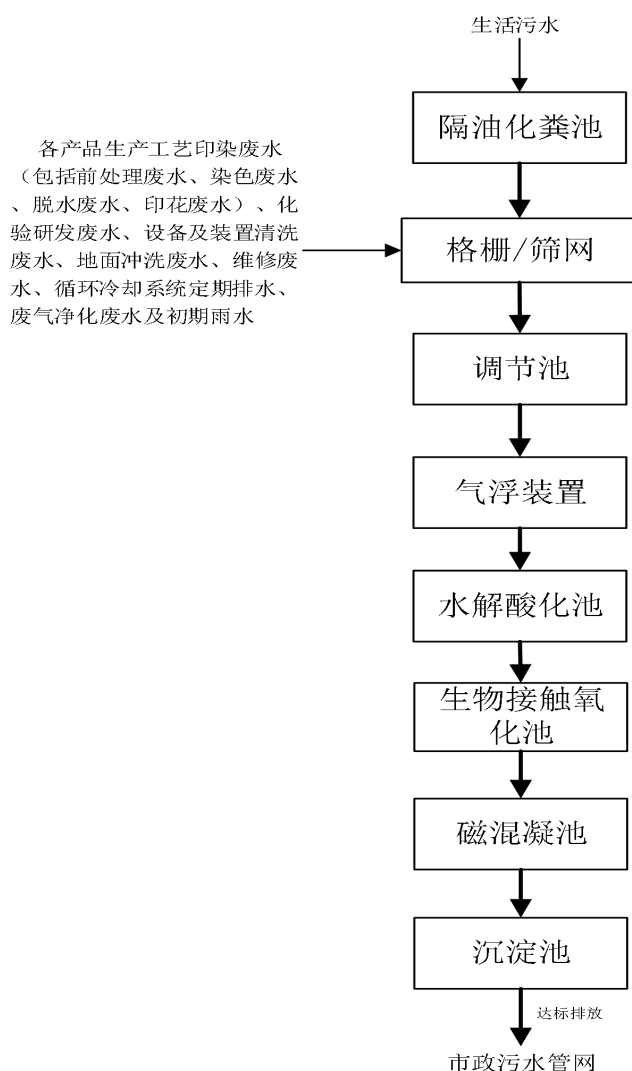 生活污水
隔油化粪池
各产品生产工艺印染废水
（包括前处理废水、染色废水
、脱水废水、印花废水）、化
验研发废水、设备及装置清洗
废水、地面冲洗废水、维修废
水、循环冷却系统定期排水、
废气净化废水及初期雨水
格栅/筛网
调节池
气浮装置
水解酸化池
生物接触氧
化池
磁混凝池
沉淀池
达标排放
市政污水管网